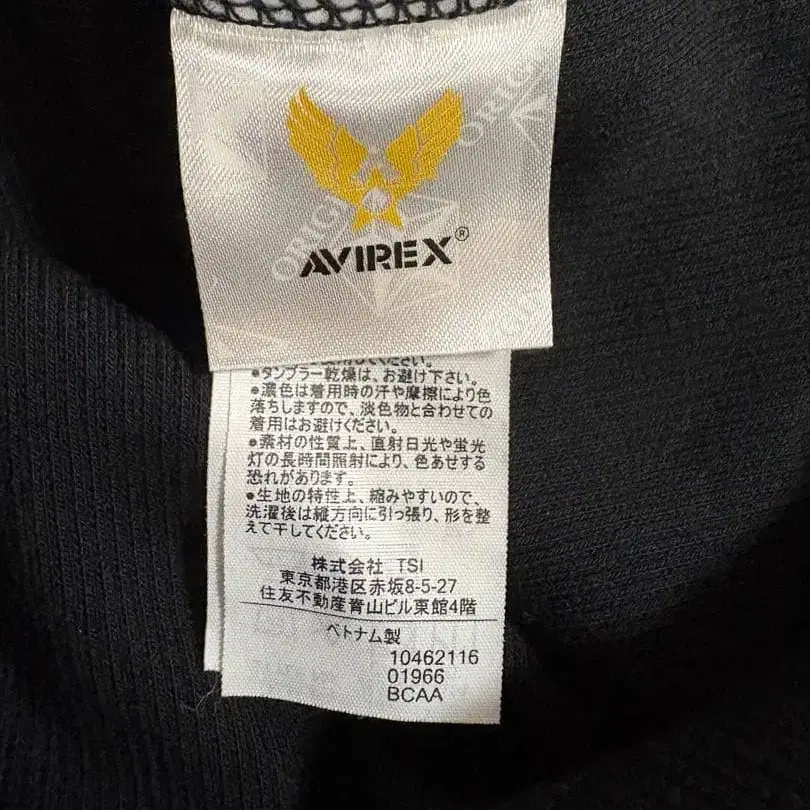 AVIREX®
ORIGI
ORIGI
ください。
●タンブラー乾燥は、お避け下さい。
●濃色は着用時の汗や摩擦により色
落ちしますので、淡色物と合わせての
着用はお避けください。
●素材の性質上、直射日光や蛍光
灯の長時間照射により、色あせする
恐れがあります。
●生地の特性上、縮みやすいので、
洗濯後は縦方向に引っ張り、形を整
えて干してください。
株式会社 TSI
東京都港区赤坂8-5-27
住友不動産青山ビル東館4階
ベトナム製
10462116
01966
BCAA